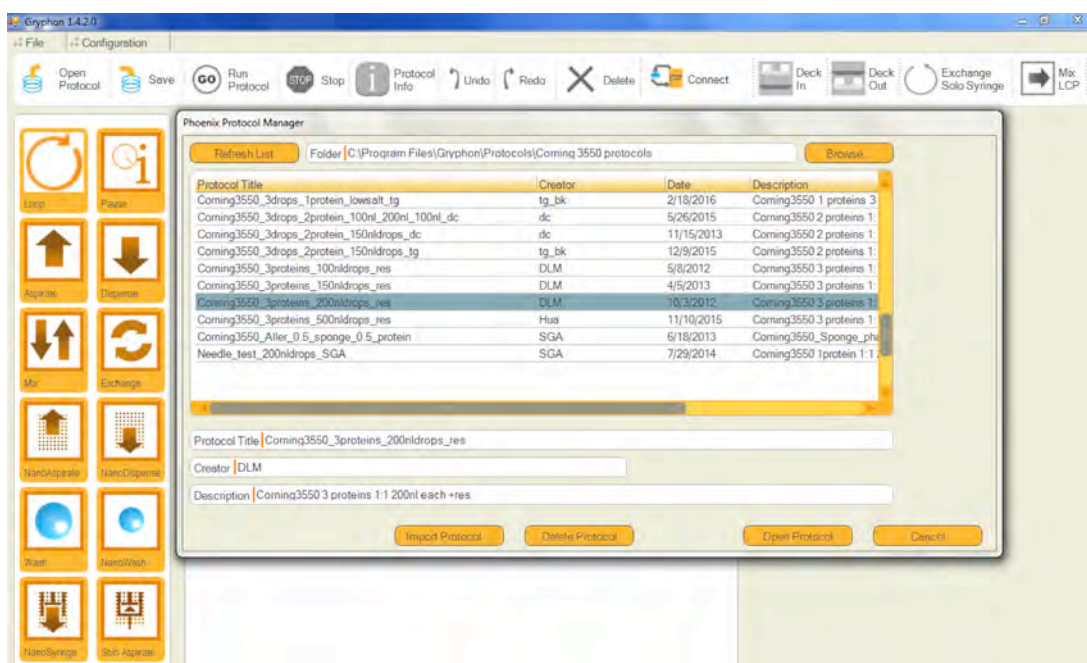 Gryphon 1.4.2.0
File Configuration
Open Protocol Save GO Run Protocol STOP Stop Protocol Info Undo Redo Delete Connect Deck In Deck Out Exchange Solo Syringe Mix LCP
Phoenix Protocol Manager
Refresh List Folder C:\Program Files\Gryphon\Protocols\Corning 3550 protocols Browse...
Protocol Title Creator Date Description
Corning3550_3drops_1protein_lowsalt_tg tg_bk 2/18/2016 Corning3550 1 proteins 3
Corning3550_3drops_2protein_100nl_200nl_100nl_dc dc 5/26/2015 Corning3550 2 proteins 1:
Corning3550_3drops_2protein_150nldrops_dc dc 11/15/2013 Corning3550 2 proteins 1:
Corning3550_3drops_2protein_150nldrops_tg tg_bk 12/9/2015 Corning3550 2 proteins 1:
Corning3550_3proteins_100nldrops_res DLM 5/8/2012 Corning3550 3 proteins 1:
Corning3550_3proteins_150nldrops_res DLM 4/5/2013 Corning3550 3 proteins 1:
Corning3550_3proteins_200nldrops_res DLM 10/3/2012 Corning3550 3 proteins 1:
Corning3550_3proteins_500nldrops_res Hua 11/10/2015 Corning3550 3 proteins 1:
Corning3550_Aller_0.5_sponge_0.5_protein SGA 6/18/2013 Corning3550_Sponge_pha
Needle_test_200nldrops_SGA SGA 7/29/2014 Corning3550 1protein 1:1
Protocol Title Corning3550_3proteins_200nldrops_res
Creator DLM
Description Corning3550 3 proteins 1:1 200nl each +res
Import Protocol Delete Protocol Open Protocol Cancel
Loop Pause
Aspirate Dispense
Mix Exchange
NanoAspirate NanoDispense
Wash NanoWash
NanoSyringe Solo Aspirate